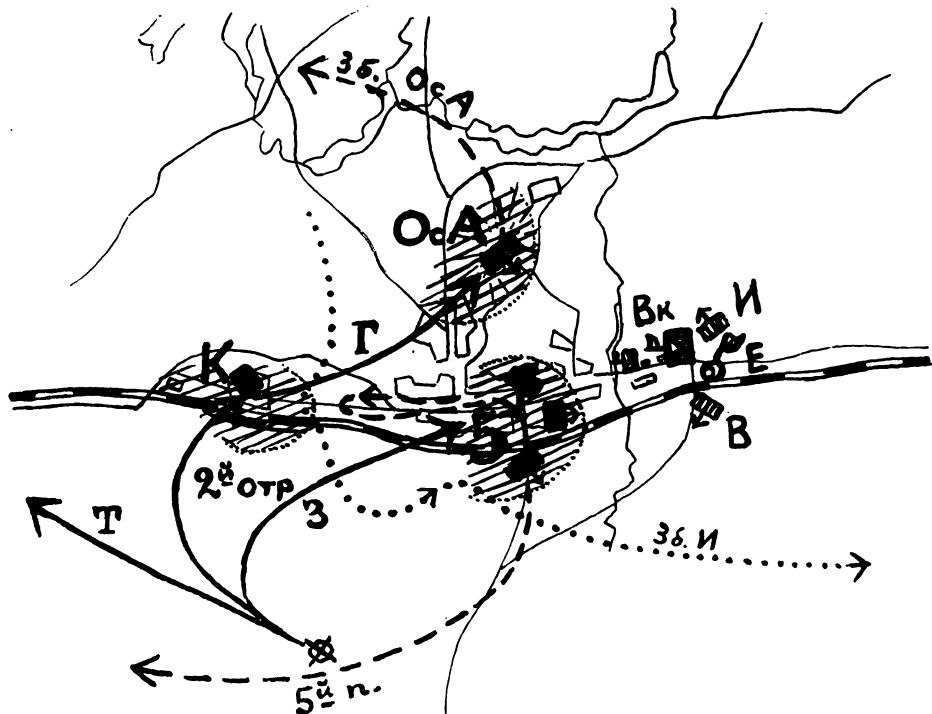 3б.
ОсА
ОсА
И
Вк
Г
К
Е
В
2й отр
З
Т
3б. И
5й п.